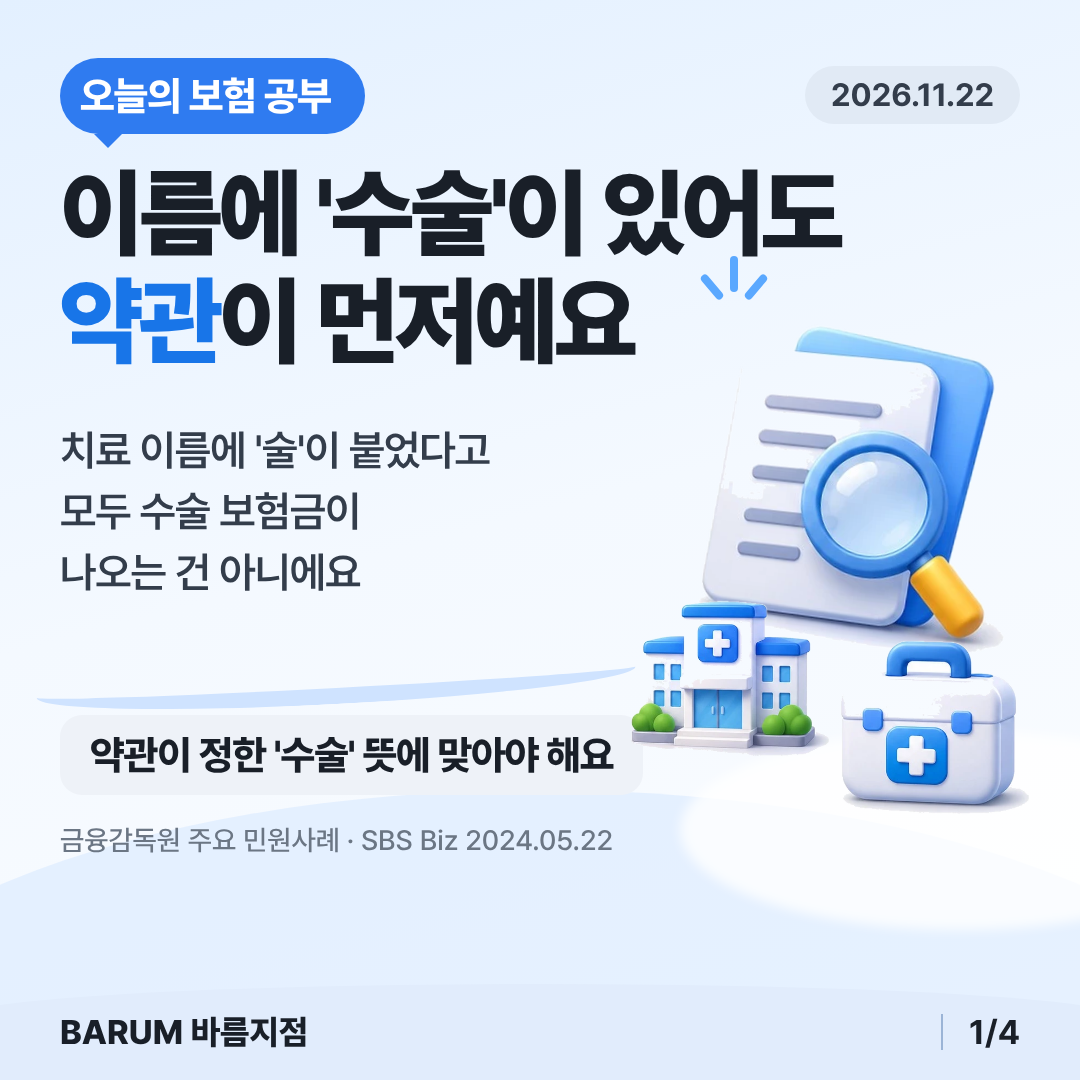 오늘의 보험 공부
2026.11.22
이름에 '수술'이 있어도
약관이 먼저예요
치료 이름에 '술'이 붙었다고
모두 수술 보험금이
나오는 건 아니에요
약관이 정한 '수술' 뜻에 맞아야 해요
금융감독원 주요 민원사례 · SBS Biz 2024.05.22
BARUM 바름지점
1/4